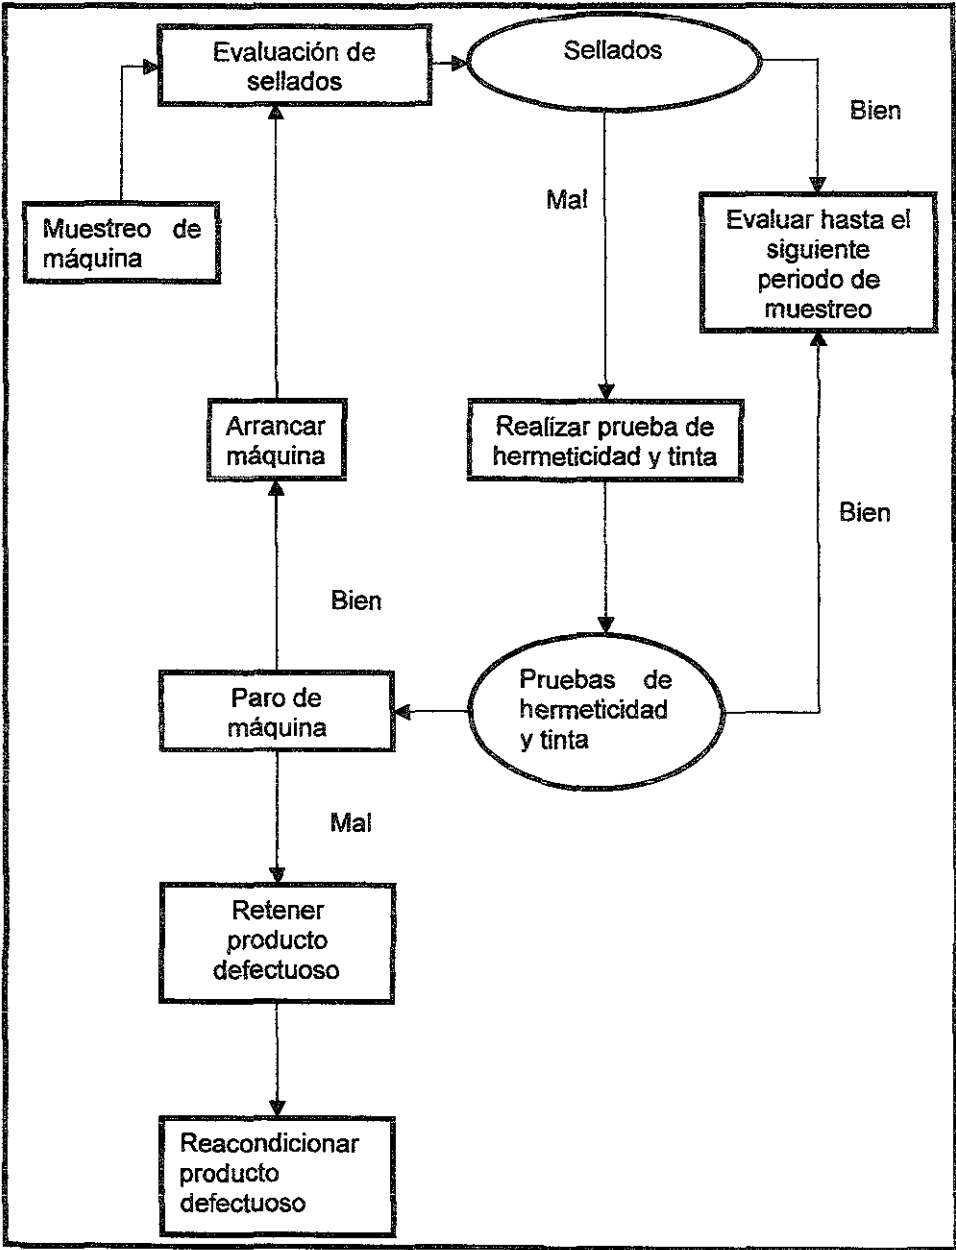 Evaluación de
sellados
Sellados
Bien
Mal
Muestreo de
máquina
Evaluar hasta el
siguiente
periodo de
muestreo
Arrancar
máquina
Realizar prueba de
hermeticidad y tinta
Bien
Bien
Paro de
máquina
Pruebas de
hermeticidad
y tinta
Mal
Retener
producto
defectuoso
Reacondicionar
producto
defectuoso